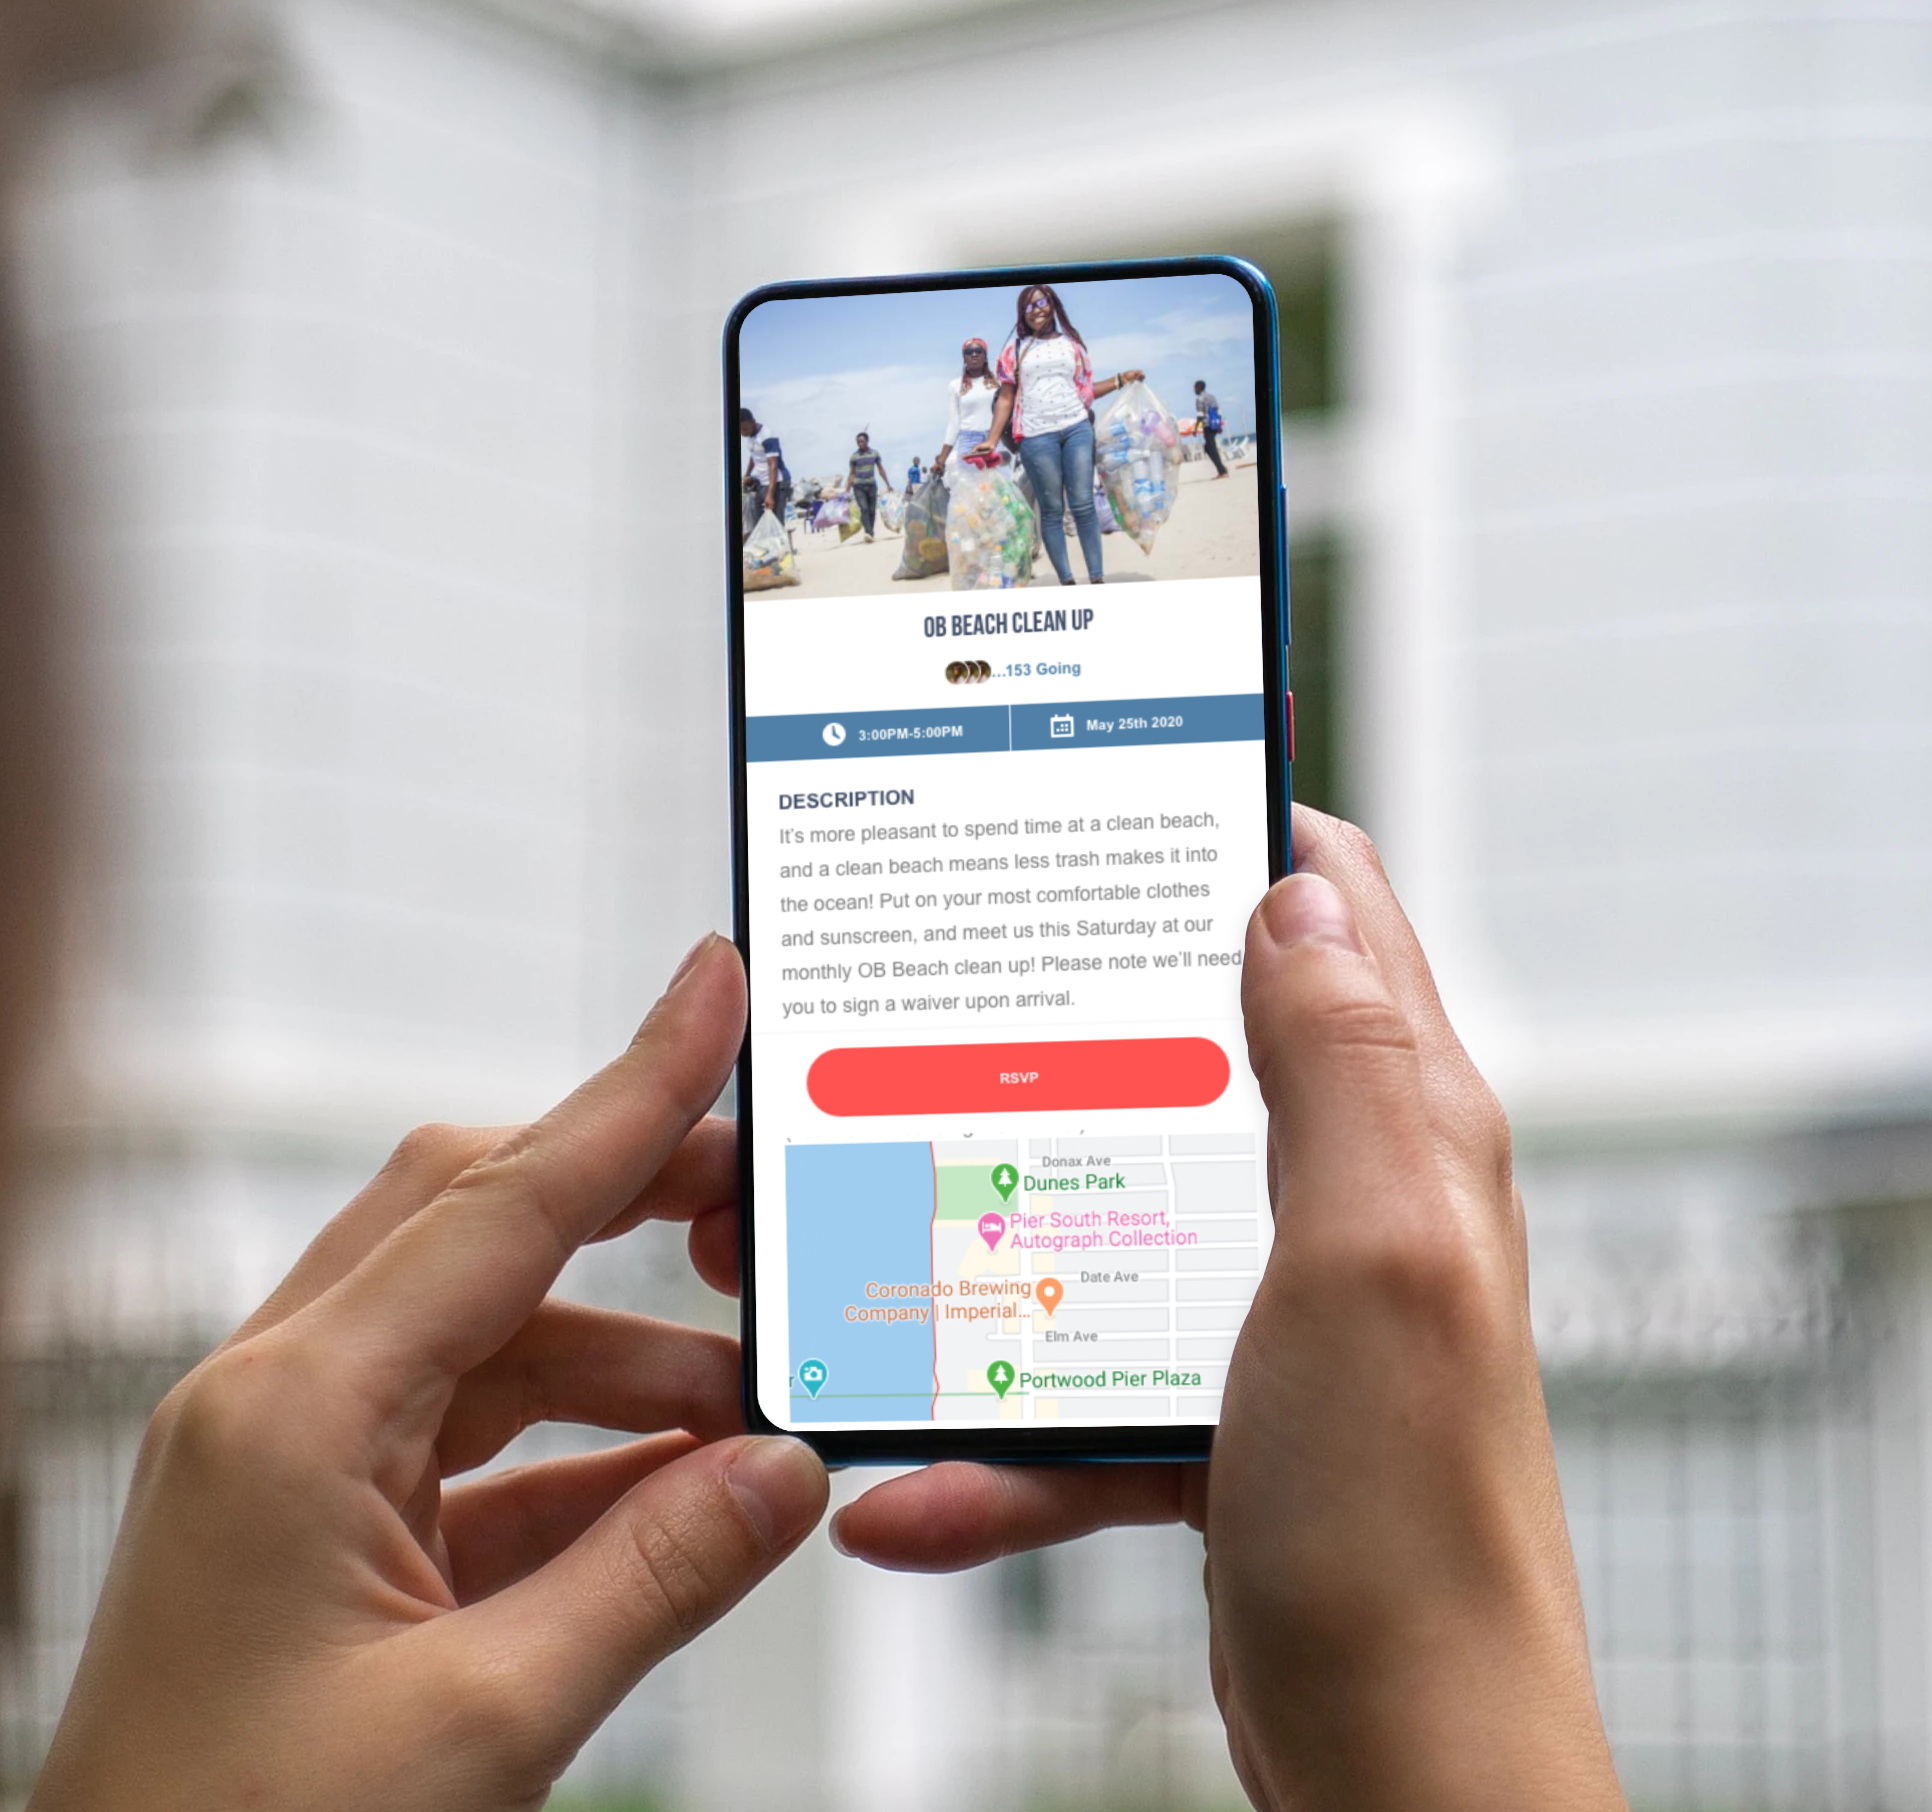 OB BEACH CLEAN UP
...153 Going
3:00PM-5:00PM
May 25th 2020
DESCRIPTION
It's more pleasant to spend time at a clean beach,
and a clean beach means less trash makes it into
the ocean! Put on your most comfortable clothes
and sunscreen, and meet us this Saturday at our
monthly OB Beach clean up! Please note we'll need
you to sign a waiver upon arrival.
RSVP
Donax Ave
Dunes Park
Pier South Resort,
Autograph Collection
Date Ave
Coronado Brewing
Company | Imperial...
Elm Ave
r
Portwood Pier Plaza